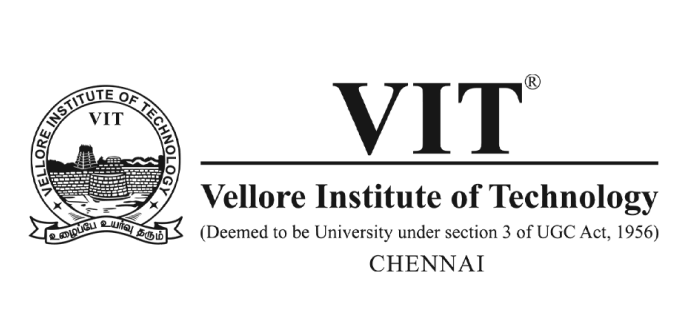 VELLORE INSTITUTE OF TECHNOLOGY
VIT
உழைப்பே உயர்வு தரும்
VIT®
Vellore Institute of Technology
(Deemed to be University under section 3 of UGC Act, 1956)
CHENNAI